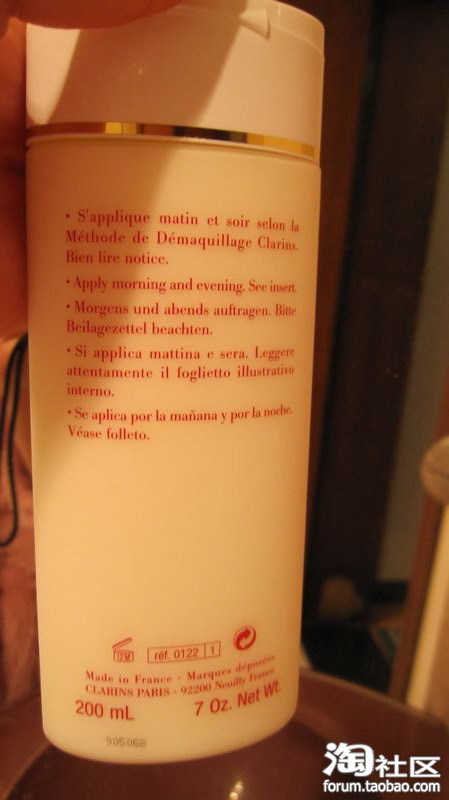 • S'applique matin et soir selon la
Méthode de Démaquillage Clarins.
Bien lire notice.
• Apply morning and evening. See insert.
• Morgens und abends auftragen. Bitte
Beilagezettel beachten.
• Si applica mattina e sera. Leggere
attentamente il foglietto illustrativo
interno.
• Se aplica por la mañana y por la noche.
Véase folleto.
12M réf. 0122 1
Made in France - Marques déposées
CLARINS PARIS - 92200 Neuilly France
200 mL 7 Oz. Net Wt.
905068
淘社区
forum.taobao.com